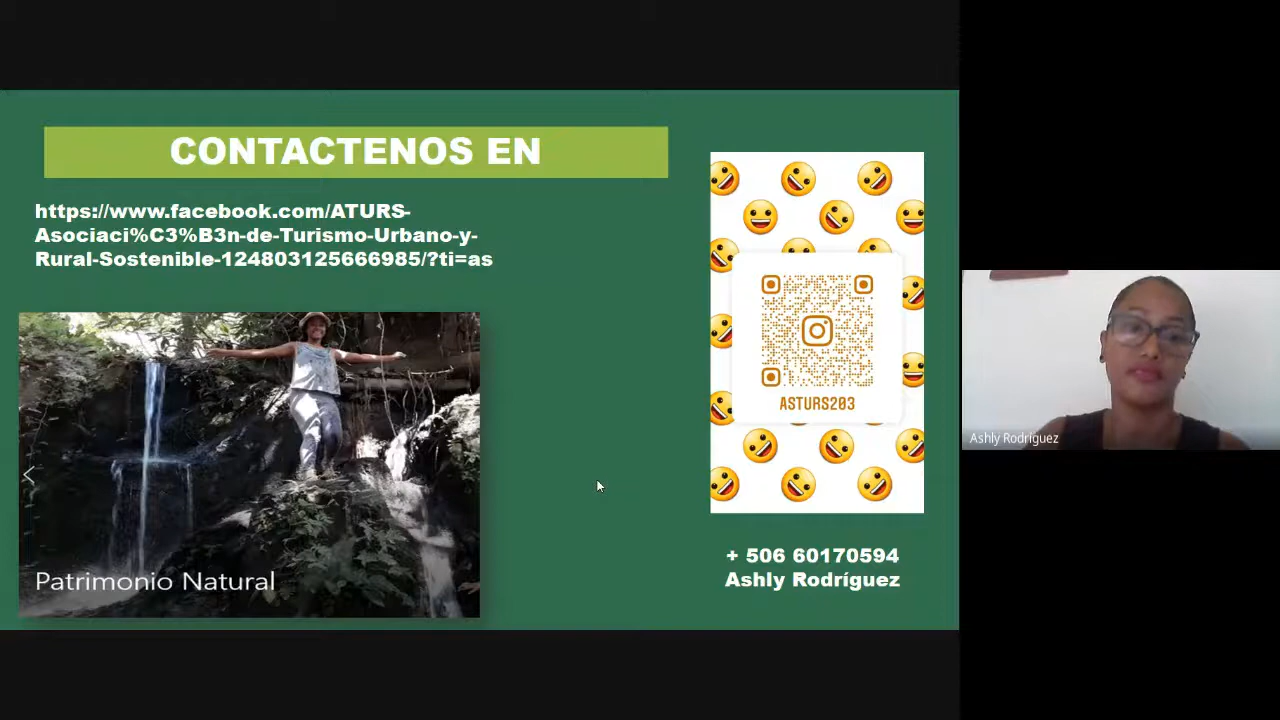 CONTACTENOS EN
https://www.facebook.com/ATURS-
Asociaci%C3%B3n-de-Turismo-Urbano-y-
Rural-Sostenible-124803125666985/?ti=as
Patrimonio Natural
ASTURS203
+ 506 60170594
Ashly Rodríguez
Ashly Rodríguez